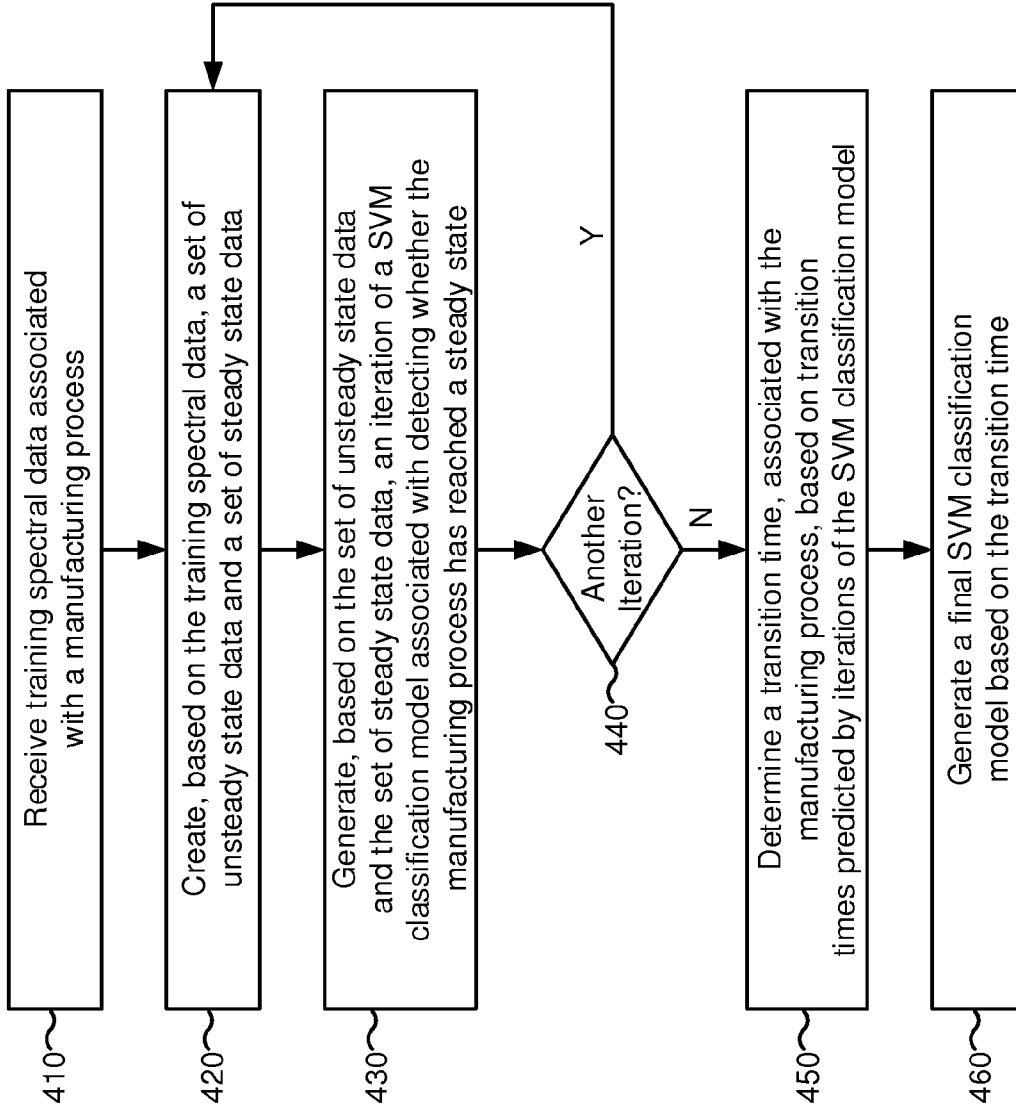 410
Receive training spectral data associated
with a manufacturing process
420
Create, based on the training spectral data, a set of
unsteady state data and a set of steady state data
430
Generate, based on the set of unsteady state data
and the set of steady state data, an iteration of a SVM
classification model associated with detecting whether the
manufacturing process has reached a steady state
440
Another
Iteration?
Y
N
450
Determine a transition time, associated with the
manufacturing process, based on transition
times predicted by iterations of the SVM classification model
460
Generate a final SVM classification
model based on the transition time